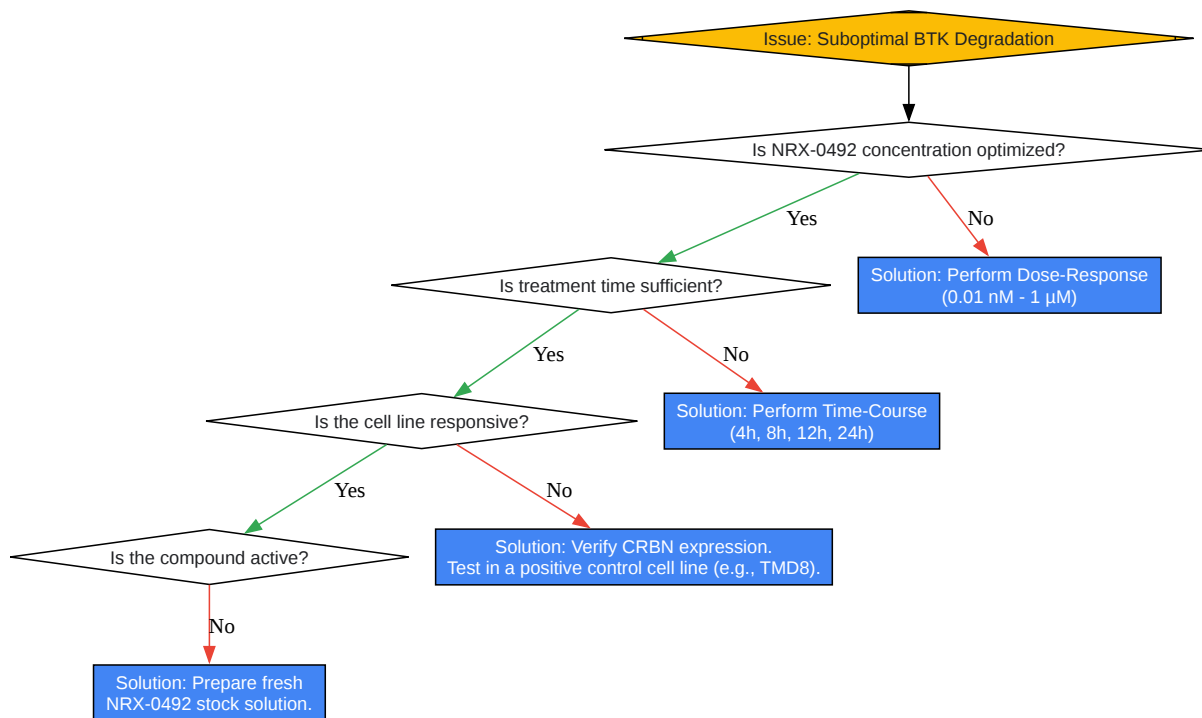 Issue: Suboptimal BTK Degradation
Is NRX-0492 concentration optimized?
Yes
No
Is treatment time sufficient?
Solution: Perform Dose-Response
(0.01 nM - 1 µM)
Yes
No
Is the cell line responsive?
Solution: Perform Time-Course
(4h, 8h, 12h, 24h)
Yes
No
Is the compound active?
Solution: Verify CRBN expression.
Test in a positive control cell line (e.g., TMD8).
No
Solution: Prepare fresh
NRX-0492 stock solution.